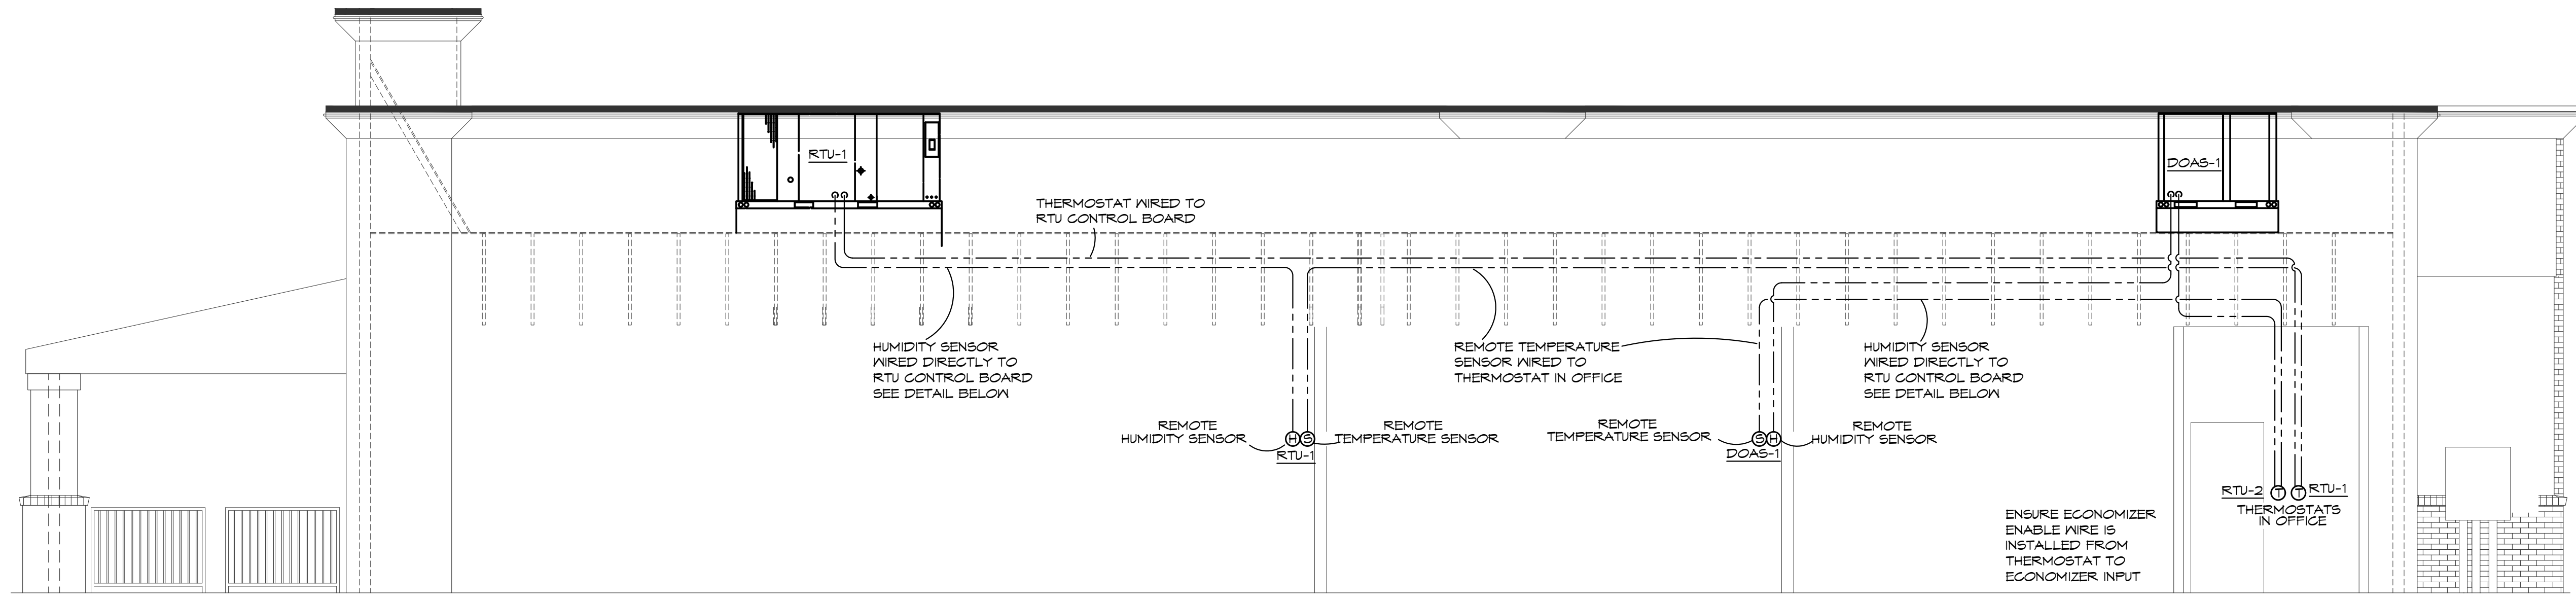 RTU-1
DOAS-1
THERMOSTAT WIRED TO
RTU CONTROL BOARD
HUMIDITY SENSOR
WIRED DIRECTLY TO
RTU CONTROL BOARD
SEE DETAIL BELOW
REMOTE TEMPERATURE
SENSOR WIRED TO
THERMOSTAT IN OFFICE
HUMIDITY SENSOR
WIRED DIRECTLY TO
RTU CONTROL BOARD
SEE DETAIL BELOW
REMOTE
HUMIDITY SENSOR
H
S
RTU-1
REMOTE
TEMPERATURE SENSOR
REMOTE
TEMPERATURE SENSOR
S
H
DOAS-1
REMOTE
HUMIDITY SENSOR
RTU-2
T
T
RTU-1
THERMOSTATS
IN OFFICE
ENSURE ECONOMIZER
ENABLE WIRE IS
INSTALLED FROM
THERMOSTAT TO
ECONOMIZER INPUT